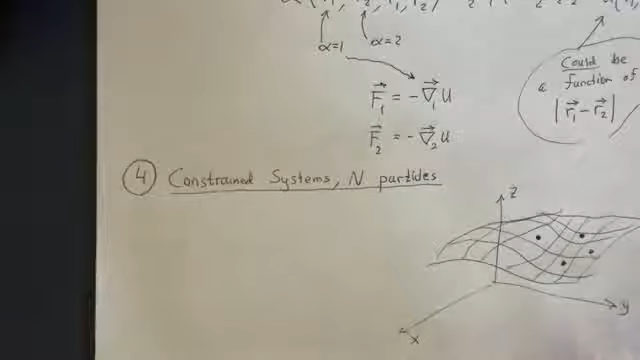 α=1 α=2
Could be
a function of
|r⃗₁ - r⃗₂|
F⃗₁ = -∇⃗₁U
F⃗₂ = -∇⃗₂U
④ Constrained Systems, N particles
z
y
x